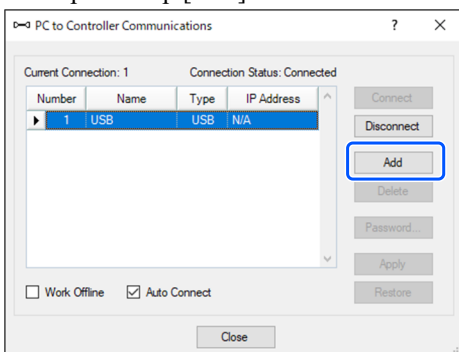 PC to Controller Communications
Current Connection: 1 Connection Status: Connected
Number Name Type IP Address
1 USB USB N/A
Connect
Disconnect
Add
Delete
Password...
Apply
Restore
Work Offline Auto Connect
Close